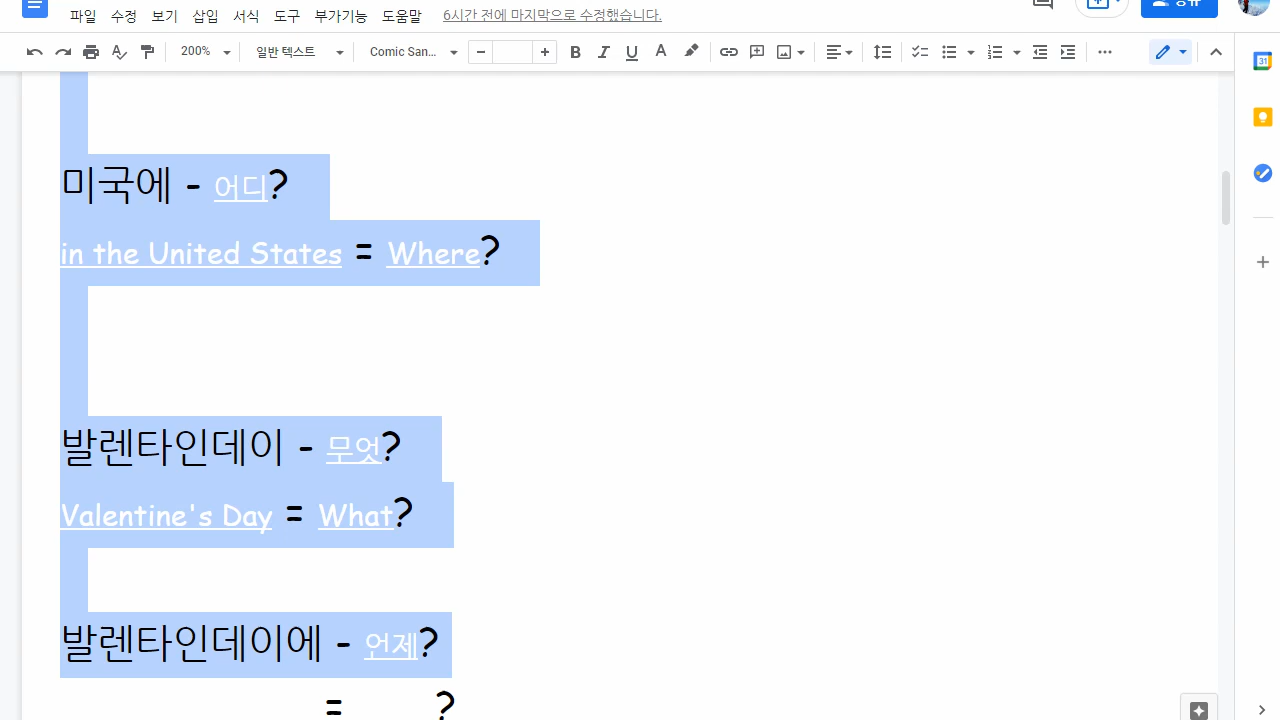 파일 수정 보기 삽입 서식 도구 부가기능 도움말 6시간 전에 마지막으로 수정했습니다.
200% 일반 텍스트 Comic San... B I U A
31
미국에 - 어디?
in the United States = Where?
발렌타인데이 - 무엇?
Valentine's Day = What?
발렌타인데이에 - 언제?
= ?